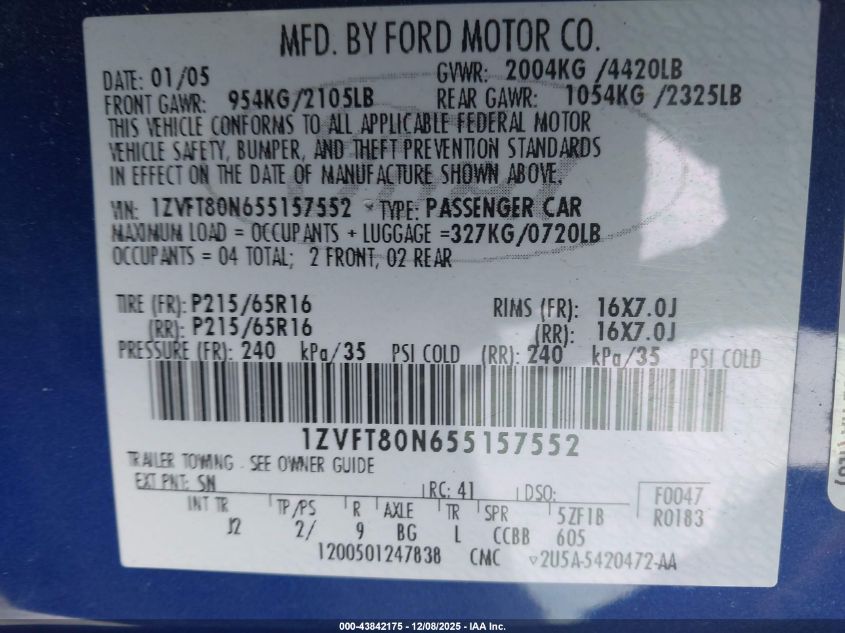 MFD. BY FORD MOTOR CO.
DATE: 01/05 GVWR: 2004KG /4420LB
FRONT GAWR: 954KG/2105LB REAR GAWR: 1054KG /2325LB
THIS VEHICLE CONFORMS TO ALL APPLICABLE FEDERAL MOTOR
VEHICLE SAFETY, BUMPER, AND THEFT PREVENTION STANDARDS
IN EFFECT ON THE DATE OF MANUFACTURE SHOWN ABOVE.
VIN: 1ZVFT80N655157552 TYPE: PASSENGER CAR
MAXIMUM LOAD = OCCUPANTS + LUGGAGE =327KG/0720LB
OCCUPANTS = 04 TOTAL; 2 FRONT, 02 REAR
TIRE (FR): P215/65R16 RIMS (FR): 16X7.0J
(RR): P215/65R16 (RR): 16X7.0J
PRESSURE (FR): 240 kPa/35 PSI COLD (RR): 240 kPa/35 PSI COLD
1ZVFT80N655157552
TRAILER TOWING - SEE OWNER GUIDE
EXT PNT: SN RC: 41 DSO: F0047
INT TR TP/PS R AXLE TR SPR 5ZF1B R0183
J2 2/ 9 BG L CCBB 605
1200501247838 CMC v2U5A-5420472-AA
000-43842175 - 12/08/2025 - IAA Inc.